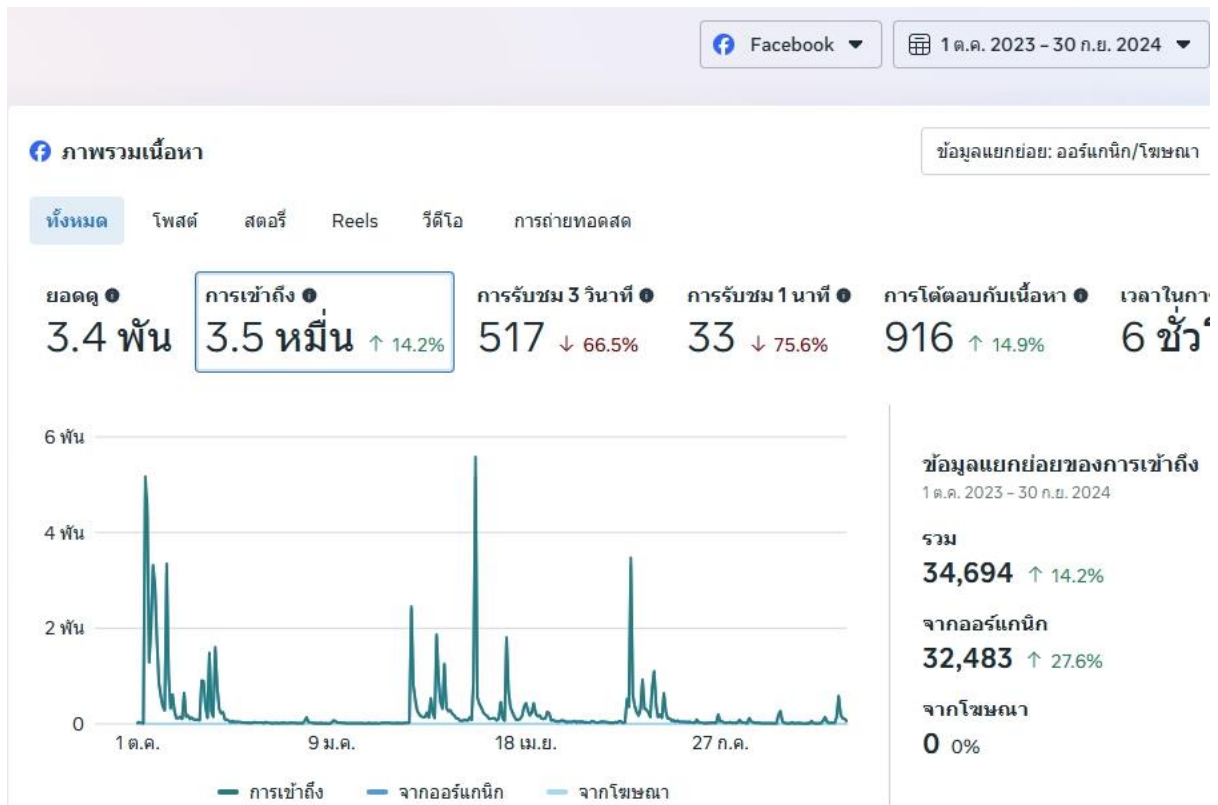 Facebook
1 ต.ค. 2023 – 30 ก.ย. 2024
ภาพรวมเนื้อหา
ข้อมูลแยกย่อย: ออร์แกนิก/โฆษณา
ทั้งหมด โพสต์ สตอรี่ Reels วิดีโอ การถ่ายทอดสด
ยอดดู การเข้าถึง การรับชม 3 วินาที การรับชม 1 นาที การโต้ตอบกับเนื้อหา
3.4 พัน 3.5 หมื่น ↑ 14.2% 517 ↓ 66.5% 33 ↓ 75.6% 916 ↑ 14.9% 6
6 พัน
4 พัน
2 พัน
0
1 ต.ค. 9 ม.ค. 18 เม.ย. 27 ก.ค.
การเข้าถึง จากออร์แกนิก จากโฆษณา
ข้อมูลแยกย่อยของการเข้าถึง
1 ต.ค. 2023 – 30 ก.ย. 2024
รวม
34,694 ↑ 14.2%
จากออร์แกนิก
32,483 ↑ 27.6%
จากโฆษณา
0 0%